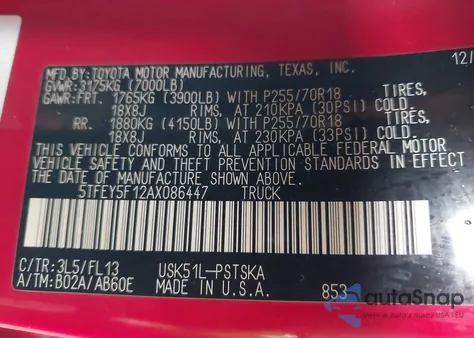 MFD.BY: TOYOTA MOTOR MANUFACTURING, TEXAS, INC. 12/
GVWR: 3175KG (7000LB)
GAWR: FRT. 1765KG (3900LB) WITH P255/70R18 TIRES,
18X8J RIMS, AT 210KPA (30PSI) COLD.
RR. 1880KG (4150LB) WITH P255/70R18 TIRES,
18X8J RIMS, AT 230KPA (33PSI) COLD.
THIS VEHICLE CONFORMS TO ALL APPLICABLE FEDERAL MOTOR
VEHICLE SAFETY AND THEFT PREVENTION STANDARDS IN EFFECT
ON THE DATE OF MANUFACTURE SHOWN ABOVE.
5TFEY5F12AX086447 TRUCK
C/TR: 3L5/FL13 USK51L-PSTSKA
A/TM: B02A/AB60E MADE IN U.S.A. 853
autoSnap